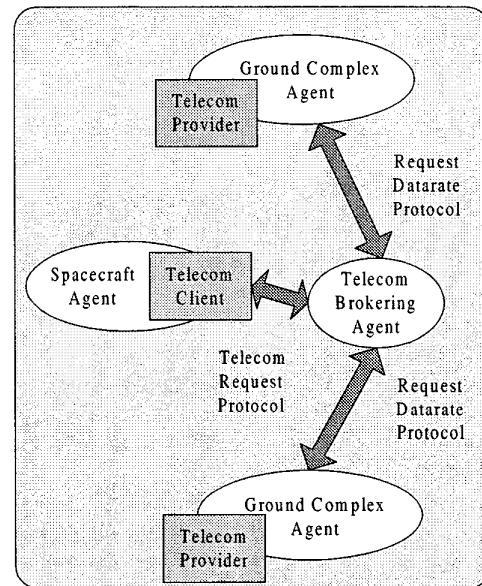 Ground Complex
Agent
Telecom
Provider
Request
Datarate
Protocol
Spacecraft
Agent
Telecom
Client
Telecom
Brokering
Agent
Telecom
Request
Protocol
Request
Datarate
Protocol
Ground Complex
Agent
Telecom
Provider